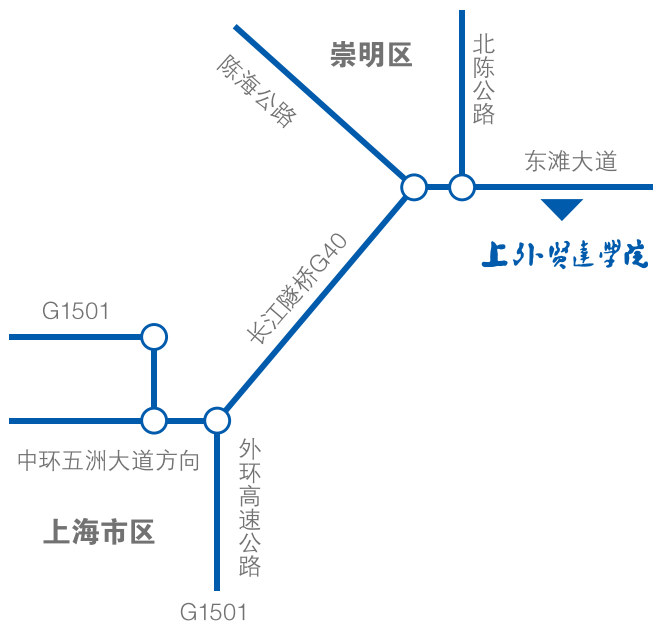 崇明区
北陈公路
陈海公路
东滩大道
上外贤达学院
长江隧桥G40
G1501
中环五洲大道方向
外环高速公路
上海市区
G1501